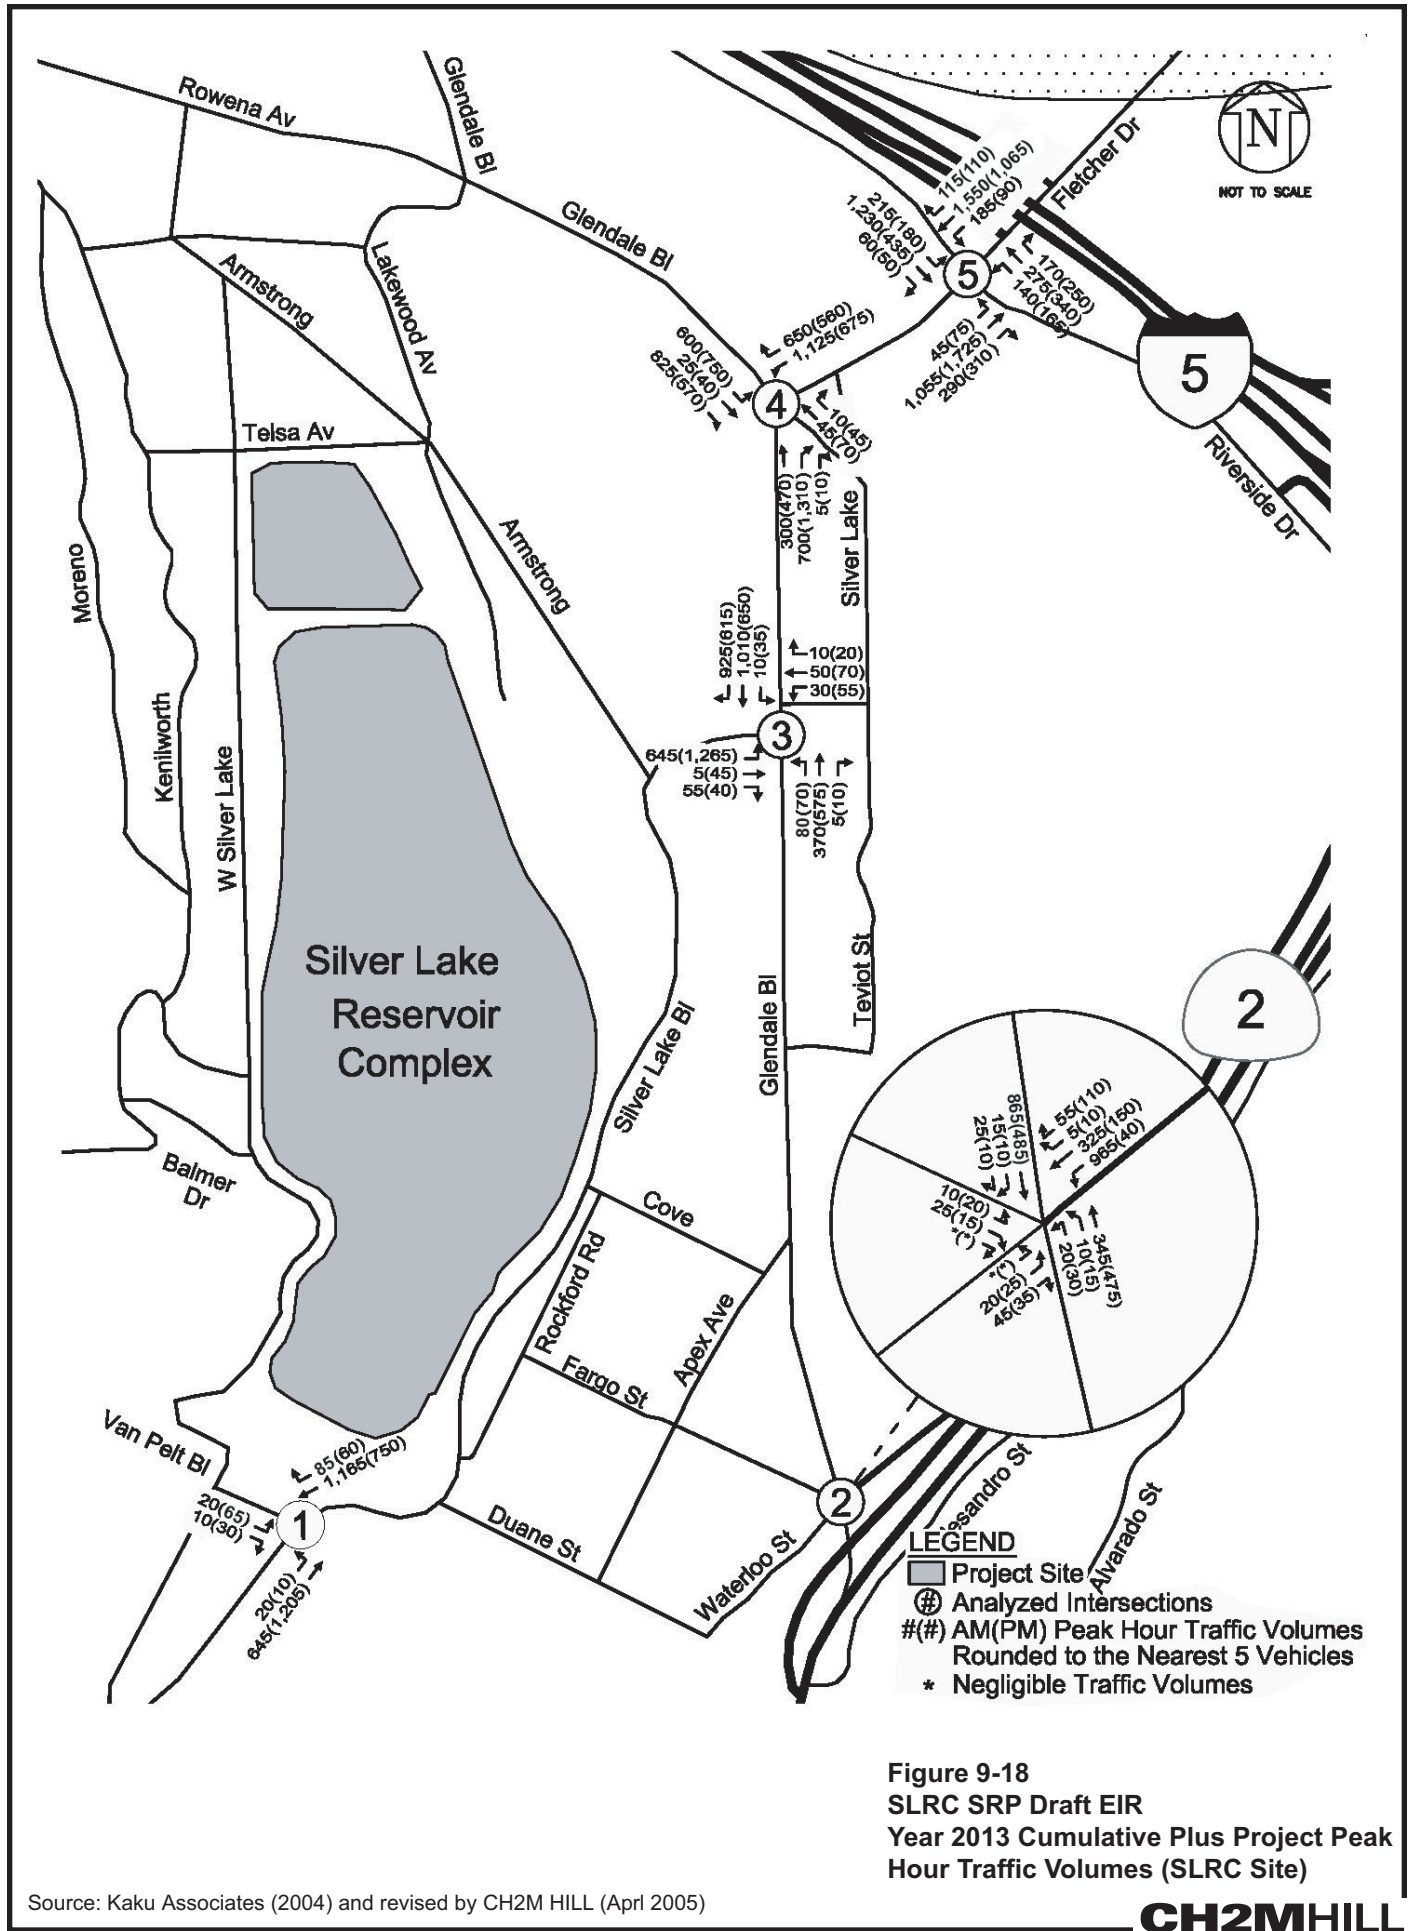 Rowena Av
Glendale Bl
Fletcher Dr
N
NOT TO SCALE
115(110)
1,550(1,065)
185(90)
215(180)
1,230(435)
60(50)
5
170(250)
275(340)
140(165)
45(75)
1,055(1,725)
290(310)
Glendale Bl
Lakewood Av
Armstrong
650(560)
1,125(675)
600(750)
25(40)
825(570)
4
10(45)
45(70)
300(470)
700(1,310)
5(10)
5
Riverside Dr
Telsa Av
Armstrong
Silver Lake
Moreno
Kenilworth
W Silver Lake
925(615)
1,010(650)
10(35)
10(20)
50(70)
30(55)
3
645(1,265)
5(45)
55(40)
80(70)
370(575)
5(10)
Silver Lake
Reservoir
Complex
Silver Lake Bl
Glendale Bl
Teviot St
2
865(485)
15(10)
25(10)
55(110)
5(10)
325(150)
965(40)
10(20)
25(15)
*(*)
*(*)
20(25)
45(35)
345(475)
10(15)
20(30)
Balmer
Dr
Cove
Rockford Rd
Apex Ave
Fargo St
Van Pelt Bl
85(60)
1,165(750)
20(65)
10(30)
1
20(10)
645(1,205)
Duane St
Waterloo St
2
esandro St
Alvarado St
LEGEND
Project Site
# Analyzed Intersections
#(#) AM(PM) Peak Hour Traffic Volumes
Rounded to the Nearest 5 Vehicles
* Negligible Traffic Volumes
Figure 9-18
SLRC SRP Draft EIR
Year 2013 Cumulative Plus Project Peak
Hour Traffic Volumes (SLRC Site)
Source: Kaku Associates (2004) and revised by CH2M HILL (Aprl 2005)
CH2MHILL